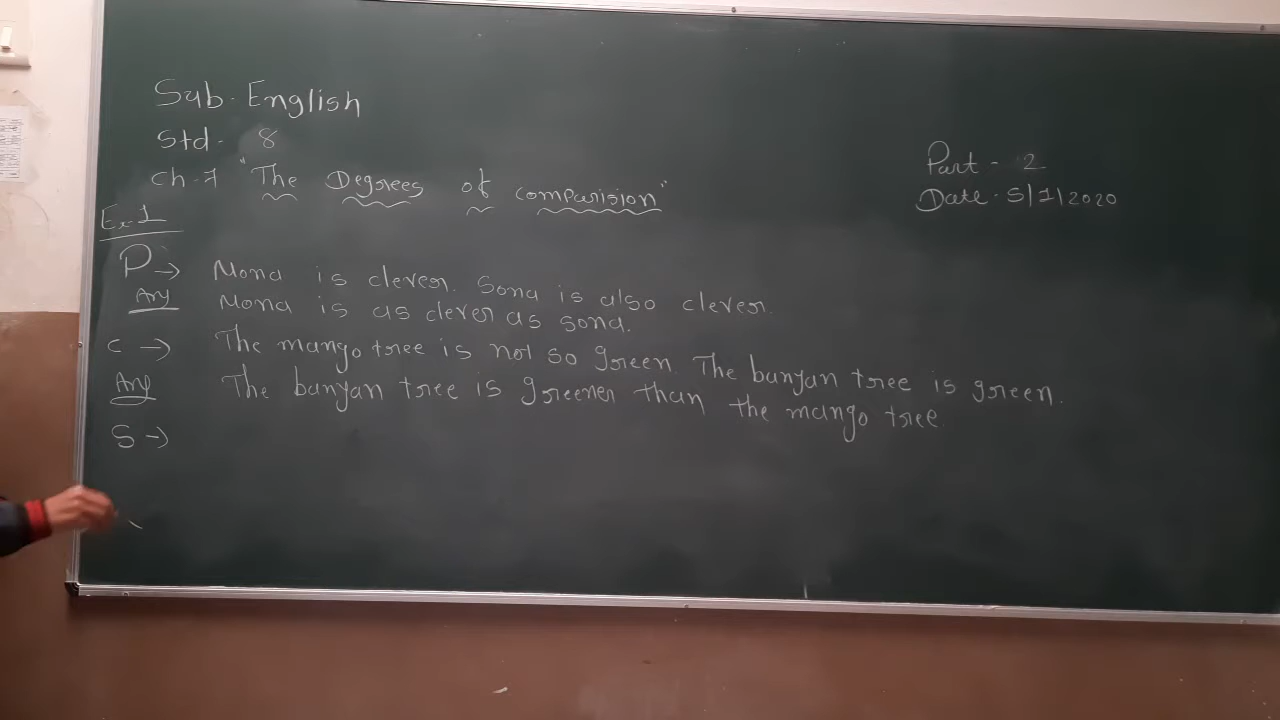 Sub. English
Std- 8
Ch-7 "The Degrees of comparision"
Part - 2
Date. 5/1/2020
Ex-1
P→ Mona is clever. Sona is also clever.
Ans Mona is as clever as sona.
C → The mango tree is not so green. The banyan tree is green.
Ans The banyan tree is greener than the mango tree.
S →